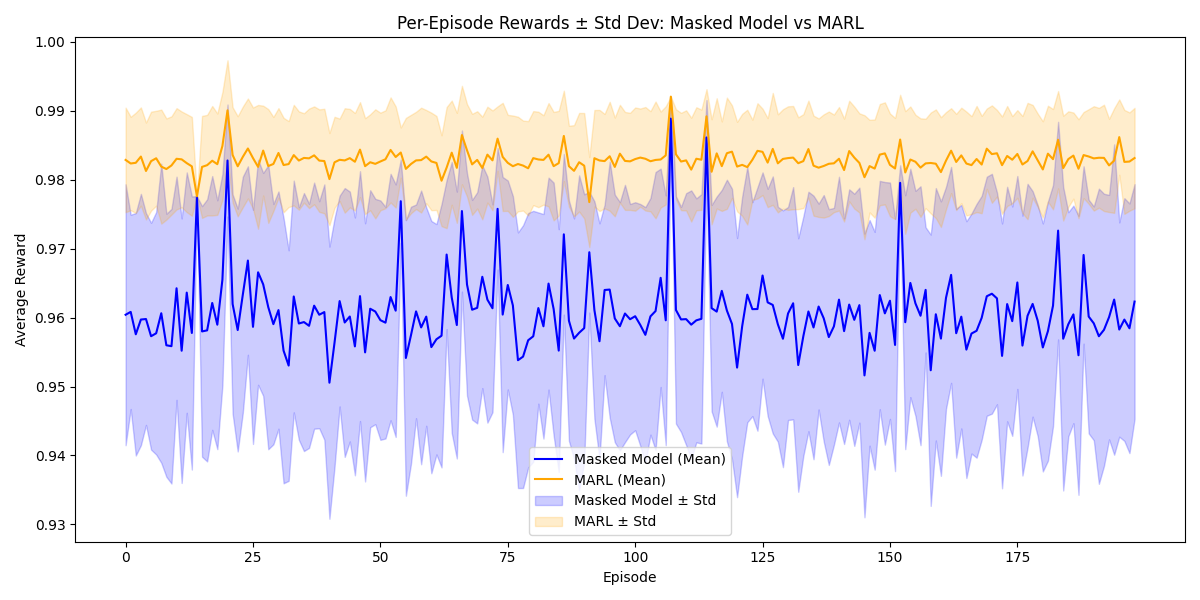 Per-Episode Rewards ± Std Dev: Masked Model vs MARL
Average Reward
1.00
0.99
0.98
0.97
0.96
0.95
0.94
0.93
0 25 50 75 100 125 150 175
Episode
Masked Model (Mean)
MARL (Mean)
Masked Model ± Std
MARL ± Std